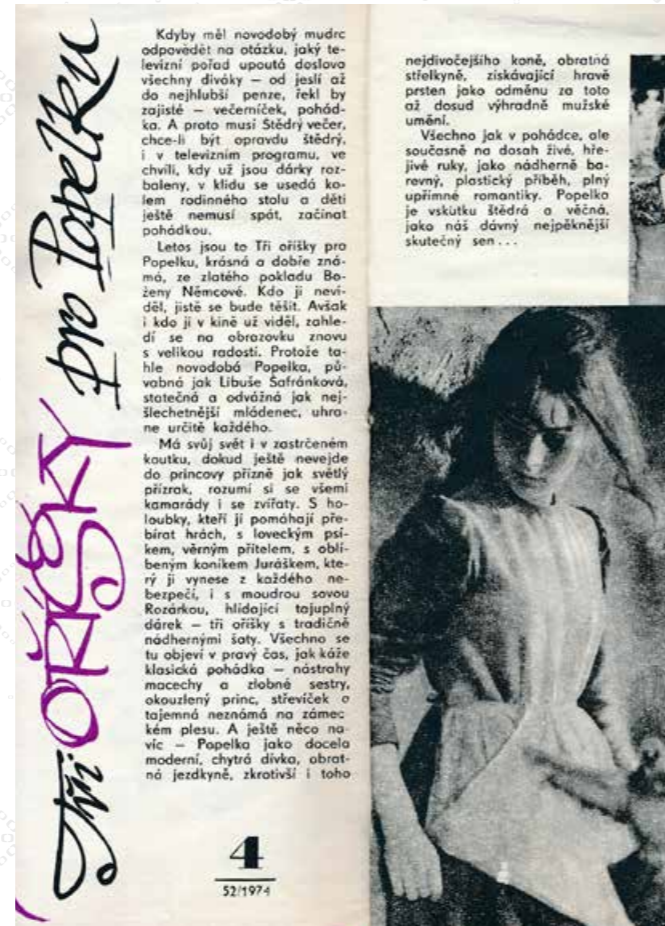 Tři OŘÍŠKY pro Popelku
Kdyby měl novodobý mudrc
odpovědět na otázku, jaký te-
levizní pořad upoutá doslova
všechny diváky — od jeslí až
do nejhlubší penze, řekl by
zajisté — večerníček, pohád-
ka. A proto musí Štědrý večer,
chce-li být opravdu štědrý,
i v televizním programu, ve
chvíli, kdy už jsou dárky roz-
baleny, v klidu se usedá ko-
lem rodinného stolu a děti
ještě nemusí spát, začínat
pohádkou.
Letos jsou to Tři oříšky pro
Popelku, krásná a dobře zná-
má, ze zlatého pokladu Bo-
ženy Němcové. Kdo ji nevi-
děl, jistě se bude těšit. Avšak
i kdo ji v kině už viděl, zahle-
dí se na obrazovku znovu
s velikou radostí. Protože ta-
hle novodobá Popelka, pů-
vabná jak Libuše Šafránková,
statečná a odvážná jak nej-
šlechetnější mládenec, uhra-
ne určitě každého.
Má svůj svět i v zastrčeném
koutku, dokud ještě nevejde
do princovy přízně jak světlý
přízrak, rozumí si se všemi
kamarády i se zvířaty. S ho-
loubky, kteří jí pomáhají pře-
bírat hrách, s loveckým psí-
kem, věrným přítelem, s oblí-
beným koníkem Juráškem, kte-
rý ji vynese z každého ne-
bezpečí, i s moudrou sovou
Rozárkou, hlídající tajuplný
dárek — tři oříšky s tradičně
nádhernými šaty. Všechno se
tu objeví v pravý čas, jak káže
klasická pohádka — nástrahy
macechy a zlobné sestry,
okouzlený princ, střevíček a
tajemná neznámá na zámec
kém plesu. A ještě něco na-
víc — Popelka jako docela
moderní, chytrá dívka, obrat-
ná jezdkyně, zkrotivší i toho
nejdivočejšího koně, obratná
střelkyně, získávající hravě
prsten jako odměnu za toto
až dosud výhradně mužské
umění.
Všechno jak v pohádce, ale
současně na dosah živé, hře-
jivé ruky, jako nádherně ba-
revný, plastický příběh, plný
upřímné romantiky. Popelka
je vskutku štědrá a věčná,
jako náš dávný nejpěknější
skutečný sen...
4
52/1974